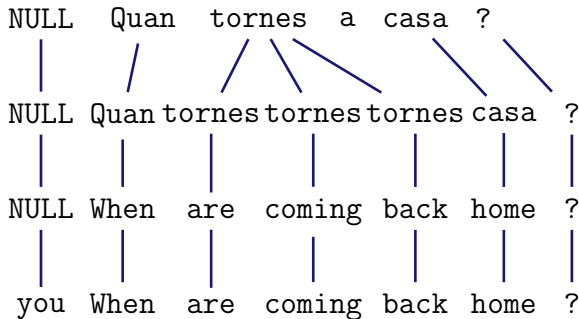 NULL Quan tornes a casa ?
NULL Quan tornes tornes tornes casa ?
NULL When are coming back home ?
you When are coming back home ?